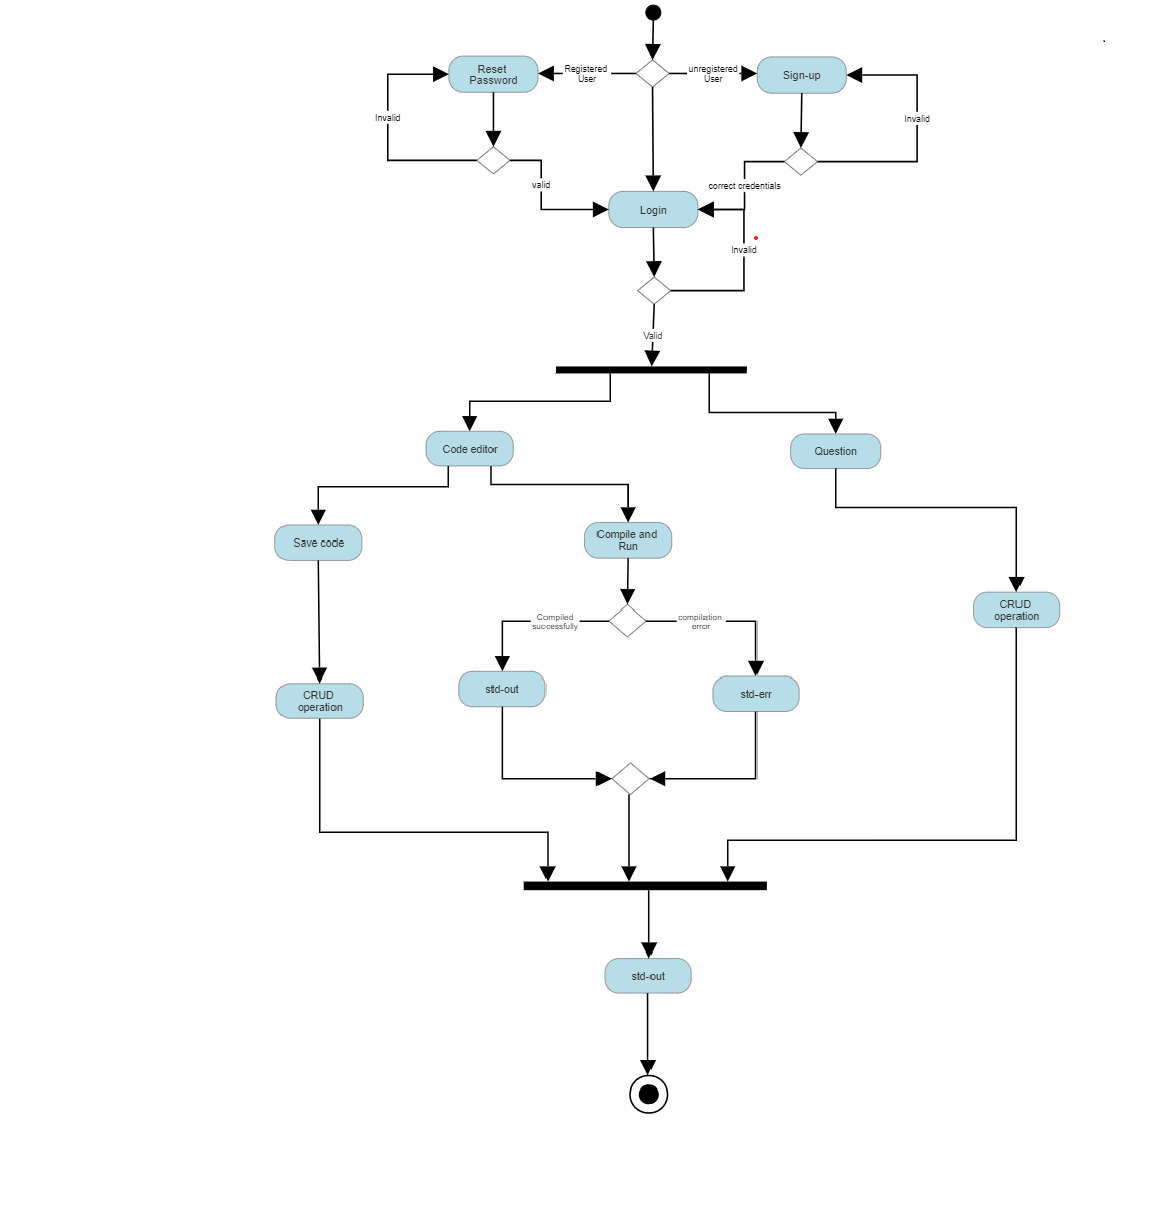 Reset
Password
Registered
User
unregistered
User
Sign-up
Invalid
Invalid
valid
correct credentials
Login
Invalid
Valid
Code editor
Question
Save code
Compile and
Run
CRUD
operation
Compiled
successfully
compilation
error
std-out
std-err
CRUD
operation
std-out